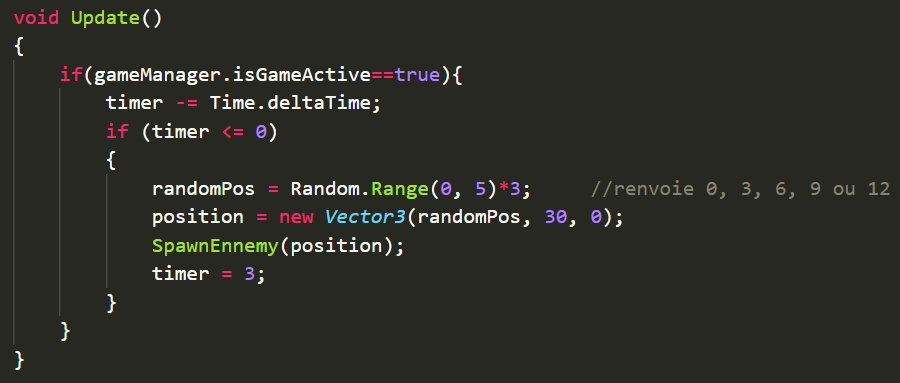 void Update()
{
    if(gameManager.isGameActive==true){
        timer -= Time.deltaTime;
        if (timer <= 0)
        {
            randomPos = Random.Range(0, 5)*3;     //renvoie 0, 3, 6, 9 ou 12
            position = new Vector3(randomPos, 30, 0);
            SpawnEnnemy(position);
            timer = 3;
        }
    }
}